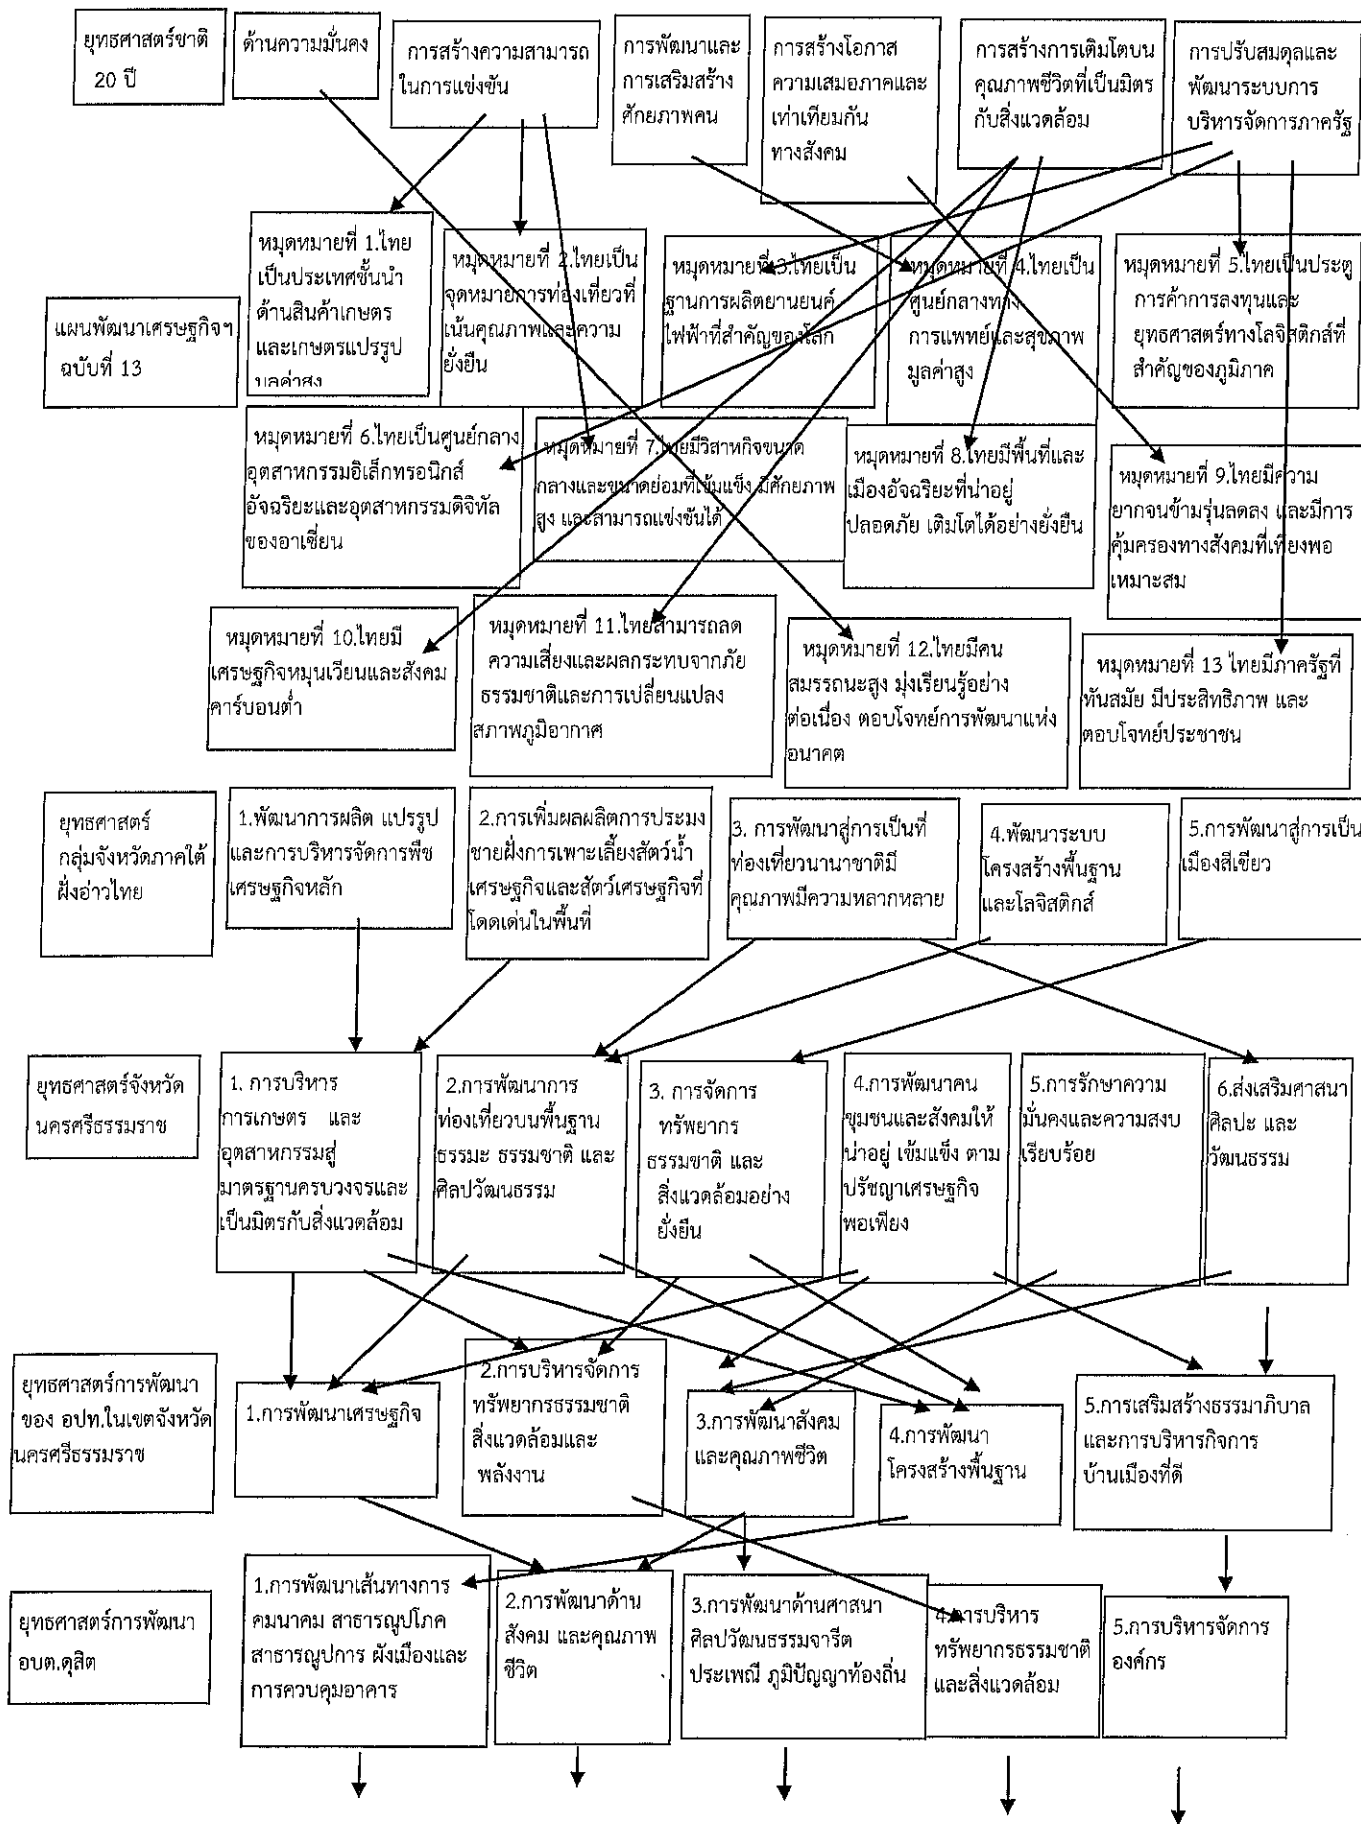 ยุทธศาสตร์ชาติ
20 ปี
ด้านความมั่นคง
การสร้างความสามารถ
ในการแข่งขัน
การพัฒนาและ
การเสริมสร้าง
ศักยภาพคน
การสร้างโอกาส
ความเสมอภาคและ
เท่าเทียมกัน
ทางสังคม
การสร้างการเติมโตบน
คุณภาพชีวิตที่เป็นมิตร
กับสิ่งแวดล้อม
การปรับสมดุลและ
พัฒนาระบบการ
บริหารจัดการภาครัฐ
แผนพัฒนาเศรษฐกิจฯ
ฉบับที่ 13
หมุดหมายที่ 1.ไทย
เป็นประเทศชั้นนำ
ด้านสินค้าเกษตร
และเกษตรแปรรูป
มูลค่าสูง
หมุดหมายที่ 2.ไทยเป็น
จุดหมายการท่องเที่ยวที่
เน้นคุณภาพและความ
ยั่งยืน
หมุดหมายที่ 3.ไทยเป็น
ฐานการผลิตยานยนค์
ไฟฟ้าที่สำคัญของโลก
หมุดหมายที่ 4.ไทยเป็น
ศูนย์กลางทาง
การแพทย์และสุขภาพ
มูลค่าสูง
หมุดหมายที่ 5.ไทยเป็นประตู
การค้าการลงทุนและ
ยุทธศาสตร์ทางโลจิสติกส์ที่
สำคัญของภูมิภาค
หมุดหมายที่ 6.ไทยเป็นศูนย์กลาง
อุตสาหกรรมอิเล็กทรอนิกส์
อัจฉริยะและอุตสาหกรรมดิจิทัล
ของอาเซี่ยน
หมุดหมายที่ 7.ไทยมีวิสาหกิจขนาด
กลางและขนาดย่อมที่เข้มแข็ง มีศักยภาพ
สูง และสามารถแข่งขันได้
หมุดหมายที่ 8.ไทยมีพื้นที่และ
เมืองอัจฉริยะที่น่าอยู่
ปลอดภัย เติมโตได้อย่างยั่งยืน
หมุดหมายที่ 9.ไทยมีความ
ยากจนข้ามรุ่นลดลง และมีการ
คุ้มครองทางสังคมที่เพียงพอ
เหมาะสม
หมุดหมายที่ 10.ไทยมี
เศรษฐกิจหมุนเวียนและสังคม
คาร์บอนต่ำ
หมุดหมายที่ 11.ไทยสามารถลด
ความเสี่ยงและผลกระทบจากภัย
ธรรมชาติและการเปลี่ยนแปลง
สภาพภูมิอากาศ
หมุดหมายที่ 12.ไทยมีคน
สมรรถนะสูง มุ่งเรียนรู้อย่าง
ต่อเนื่อง ตอบโจทย์การพัฒนาแห่ง
อนาคต
หมุดหมายที่ 13 ไทยมีภาครัฐที่
ทันสมัย มีประสิทธิภาพ และ
ตอบโจทย์ประชาชน
ยุทธศาสตร์
กลุ่มจังหวัดภาคใต้
ฝั่งอ่าวไทย
1.พัฒนาการผลิต แปรรูป
และการบริหารจัดการพืช
เศรษฐกิจหลัก
2.การเพิ่มผลผลิตการประมง
ชายฝั่งการเพาะเลี้ยงสัตว์น้ำ
เศรษฐกิจและสัตว์เศรษฐกิจที่
โดดเด่นในพื้นที่
3. การพัฒนาสู่การเป็นที่
ท่องเที่ยวนานาชาติมี
คุณภาพมีความหลากหลาย
4.พัฒนาระบบ
โครงสร้างพื้นฐาน
และโลจิสติกส์
5.การพัฒนาสู่การเป็น
เมืองสีเขียว
ยุทธศาสตร์จังหวัด
นครศรีธรรมราช
1. การบริหาร
การเกษตร และ
อุตสาหกรรมสู่
มาตรฐานครบวงจรและ
เป็นมิตรกับสิ่งแวดล้อม
2.การพัฒนาการ
ท่องเที่ยวบนพื้นฐาน
ธรรมะ ธรรมชาติ และ
ศิลปวัฒนธรรม
3. การจัดการ
ทรัพยากร
ธรรมชาติ และ
สิ่งแวดล้อมอย่าง
ยั่งยืน
4.การพัฒนาคน
ชุมชนและสังคมให้
น่าอยู่ เข้มแข็ง ตาม
ปรัชญาเศรษฐกิจ
พอเพียง
5.การรักษาความ
มั่นคงและความสงบ
เรียบร้อย
6.ส่งเสริมศาสนา
ศิลปะ และ
วัฒนธรรม
ยุทธศาสตร์การพัฒนา
ของ อปท.ในเขตจังหวัด
นครศรีธรรมราช
1.การพัฒนาเศรษฐกิจ
2.การบริหารจัดการ
ทรัพยากรธรรมชาติ
สิ่งแวดล้อมและ
พลังงาน
3.การพัฒนาสังคม
และคุณภาพชีวิต
4.การพัฒนา
โครงสร้างพื้นฐาน
5.การเสริมสร้างธรรมาภิบาล
และการบริหารกิจการ
บ้านเมืองที่ดี
ยุทธศาสตร์การพัฒนา
อบต.ดุสิต
1.การพัฒนาเส้นทางการ
คมนาคม สาธารณูปโภค
สาธารณูปการ ผังเมืองและ
การควบคุมอาคาร
2.การพัฒนาด้าน
สังคม และคุณภาพ
ชีวิต
3.การพัฒนาด้านศาสนา
ศิลปวัฒนธรรมจารีต
ประเพณี ภูมิปัญญาท้องถิ่น
4.การบริหาร
ทรัพยากรธรรมชาติ
และสิ่งแวดล้อม
5.การบริหารจัดการ
องค์กร